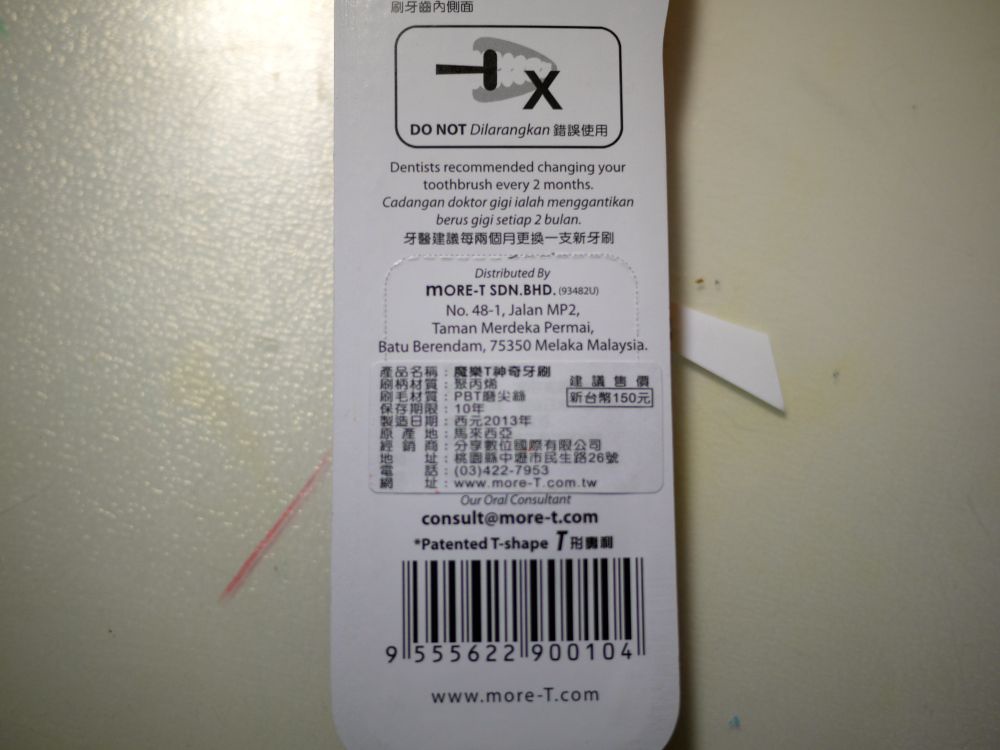 刷牙齒內側面
X
DO NOT Dilarangkan 錯誤使用
Dentists recommended changing your
toothbrush every 2 months.
Cadangan doktor gigi ialah menggantikan
berus gigi setiap 2 bulan.
牙醫建議每兩個月更換一支新牙刷
Distributed By
mORE-T SDN.BHD. (93482U)
No. 48-1, Jalan MP2,
Taman Merdeka Permai,
Batu Berendam, 75350 Melaka Malaysia.
產品名稱：魔樂T神奇牙刷
刷柄材質：聚丙烯
建議售價
刷毛材質：PBT磨尖絲
新台幣150元
保存期限：10年
製造日期：西元2013年
原產地：馬來西亞
經銷商：分享數位國際有限公司
地址：桃園縣中壢市民生路26號
電話：(03)422-7953
網址：www.more-T.com.tw
Our Oral Consultant
consult@more-t.com
*Patented T-shape T形專利
9 555622 900104
www.more-T.com